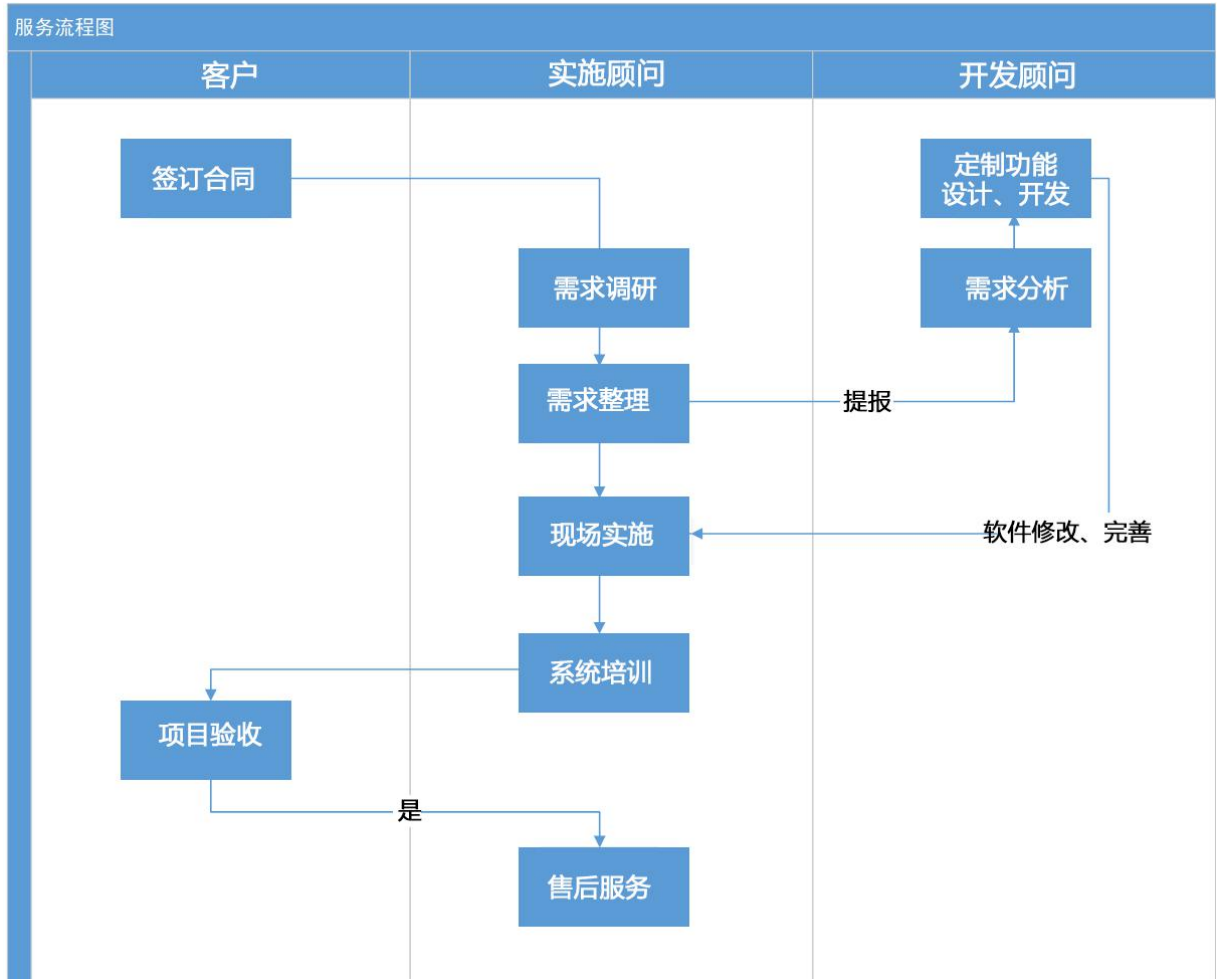 服务流程图
客户
实施顾问
开发顾问
签订合同
定制功能
设计、开发
需求调研
需求分析
需求整理
提报
现场实施
软件修改、完善
系统培训
项目验收
是
售后服务